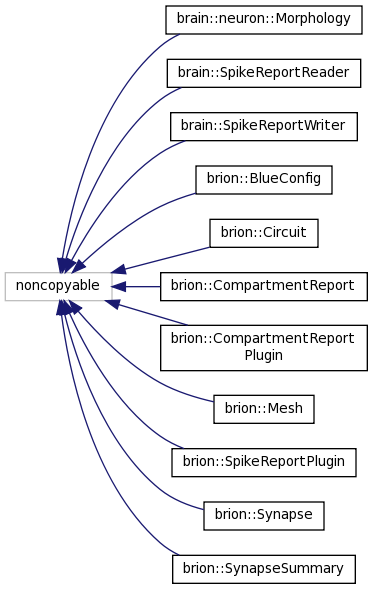 brain::neuron::Morphology
brain::SpikeReportReader
brain::SpikeReportWriter
brion::BlueConfig
brion::Circuit
noncopyable
brion::CompartmentReport
brion::CompartmentReport
Plugin
brion::Mesh
brion::SpikeReportPlugin
brion::Synapse
brion::SynapseSummary